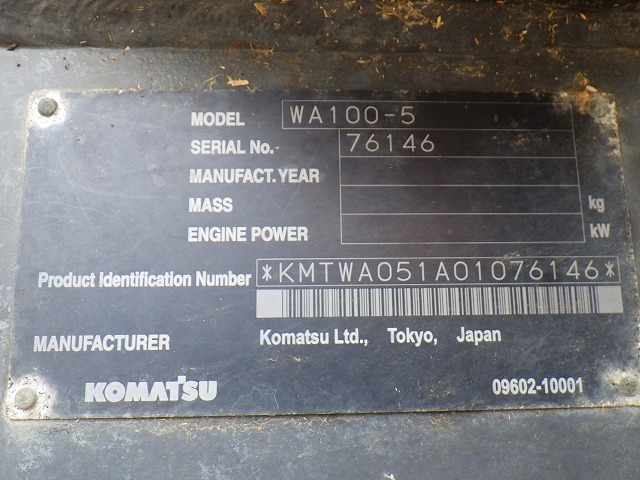 MODEL WA100-5
SERIAL No. 76146
MANUFACT. YEAR
MASS kg
ENGINE POWER kW
Product Identification Number *KMTWA051A01076146*
MANUFACTURER Komatsu Ltd., Tokyo, Japan
KOMATSU 09602-10001